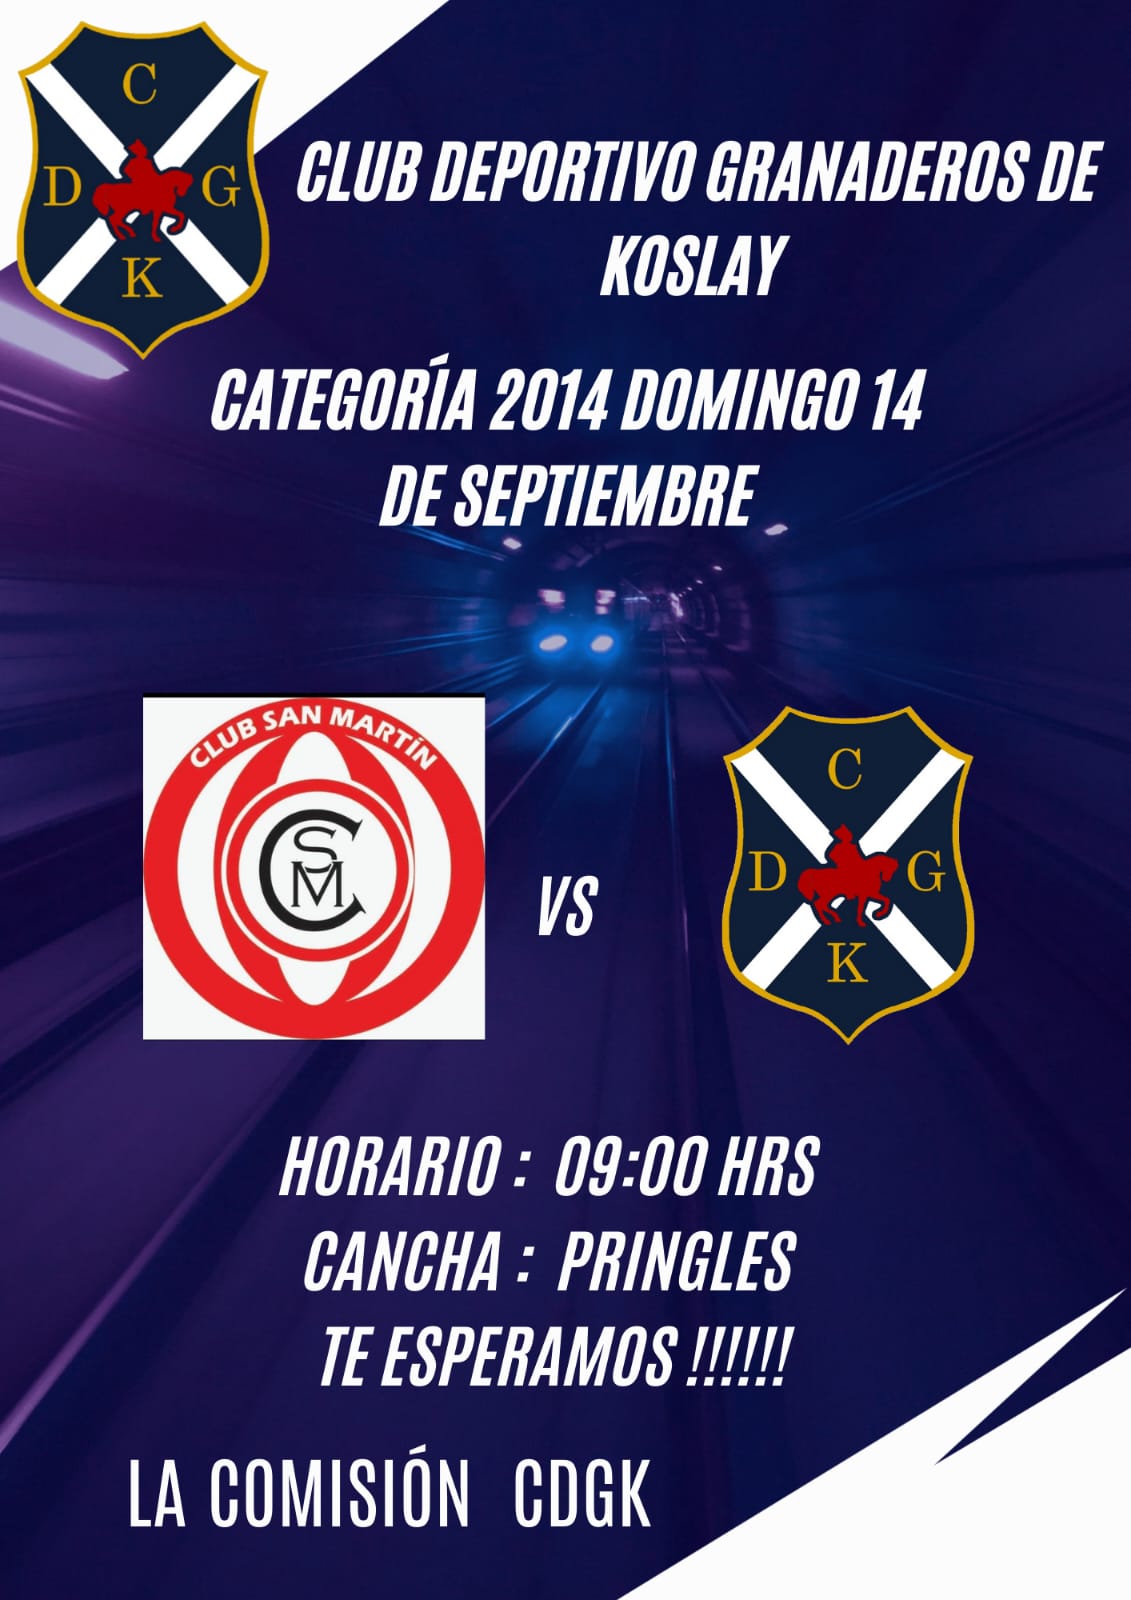 C
D G
K
CLUB DEPORTIVO GRANADEROS DE
KOSLAY
CATEGORÍA 2014 DOMINGO 14
DE SEPTIEMBRE
CLUB SAN MARTÍN
CSM
VS
C
D G
K
HORARIO : 09:00 HRS
CANCHA : PRINGLES
TE ESPERAMOS !!!!!!
LA COMISIÓN CDGK